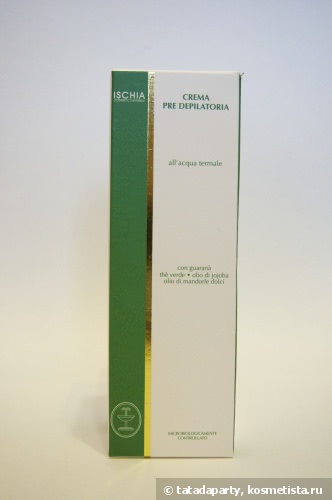 ISCHIA
CREMA
PRE DEPILATORIA
all'acqua termale
con guaranà
thè verde • olio di jojoba
olio di mandorle dolci
MICROBIOLOGICAMENTE
CONTROLLATO
© tatadaparty, kosmetista.ru